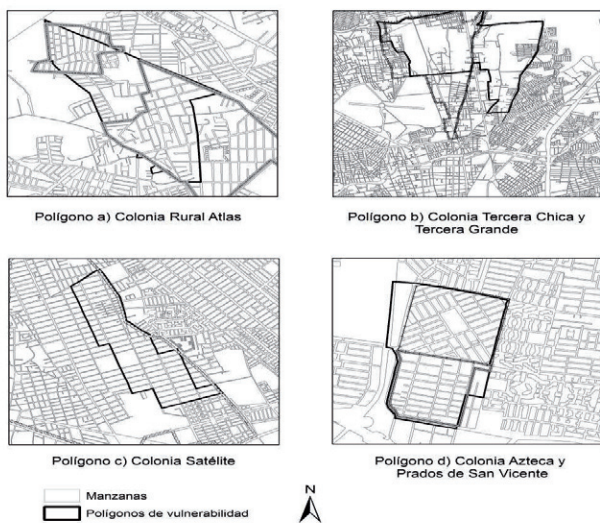 Polígono a) Colonia Rural Atlas
Polígono b) Colonia Tercera Chica y
Tercera Grande
Polígono c) Colonia Satélite
Polígono d) Colonia Azteca y
Prados de San Vicente
Manzanas
Polígonos de vulnerabilidad
N